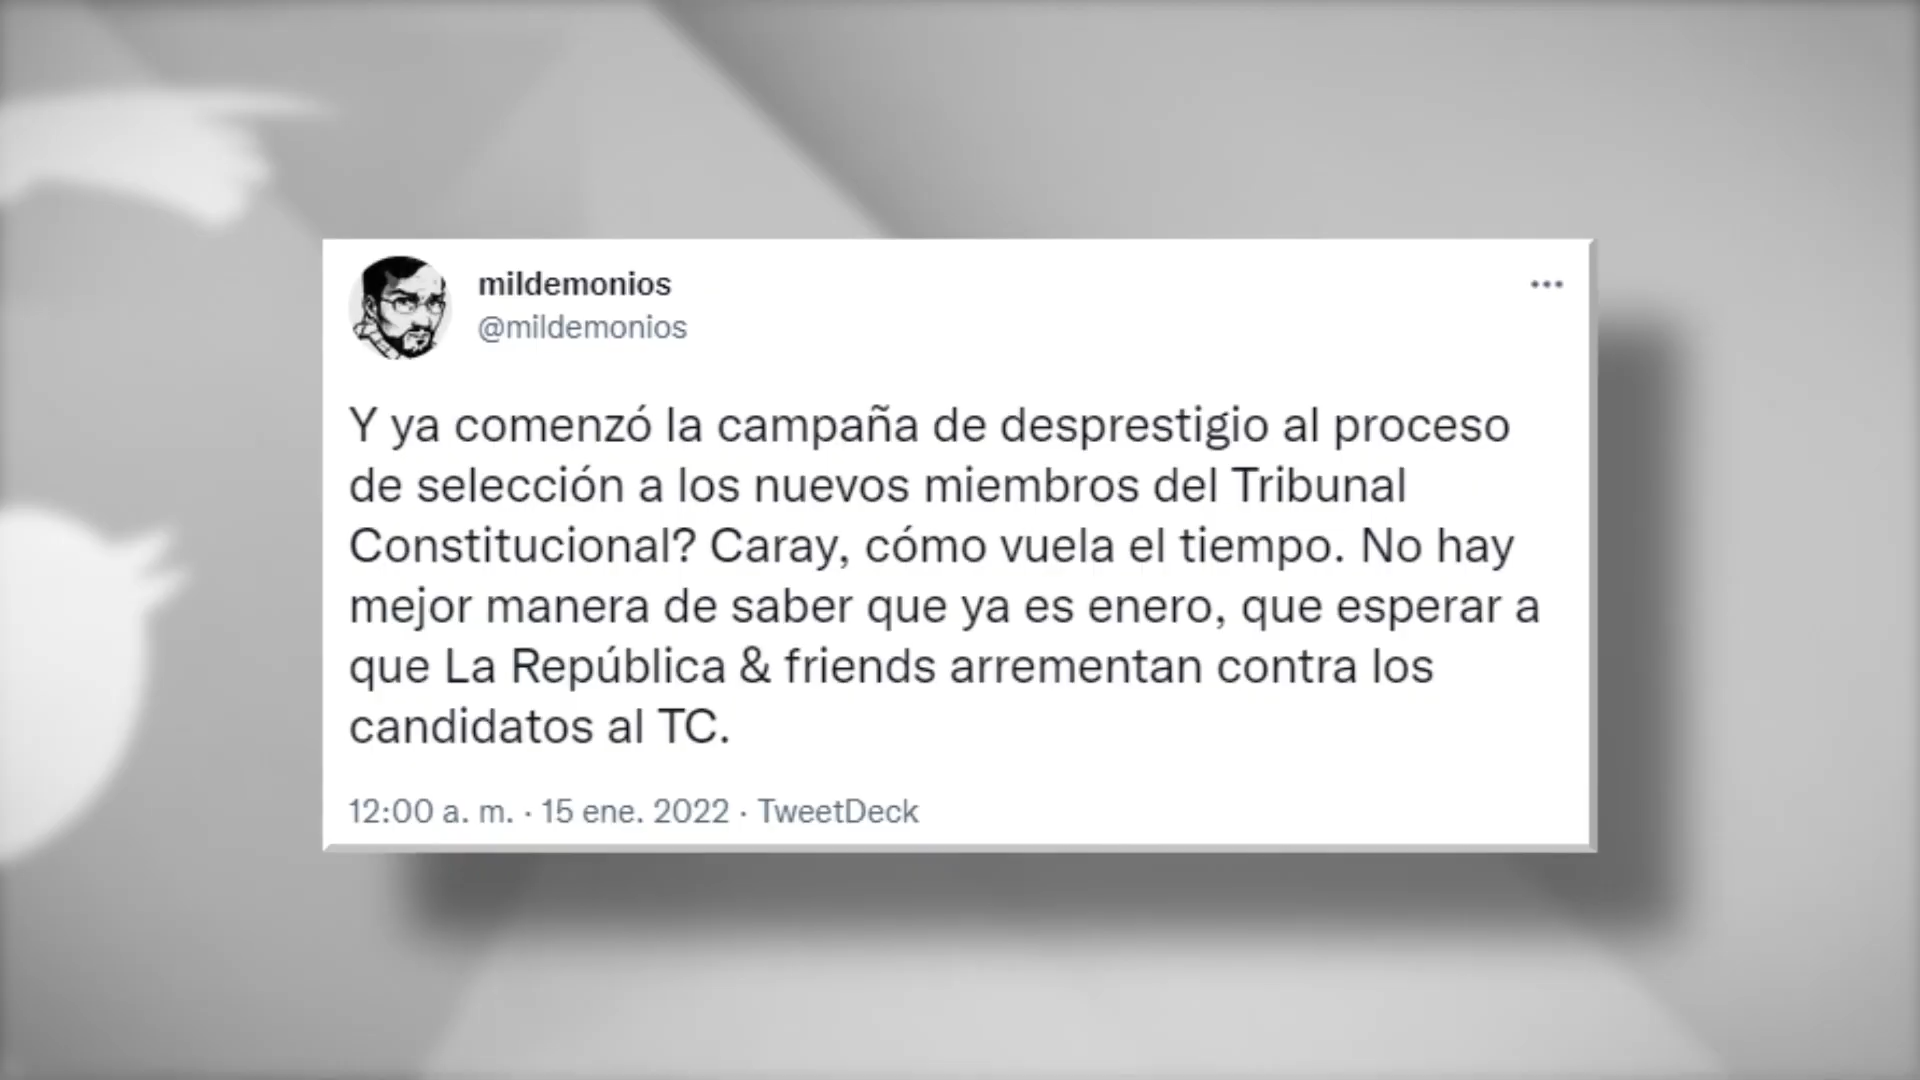 mildemonios
@mildemonios
Y ya comenzó la campaña de desprestigio al proceso
de selección a los nuevos miembros del Tribunal
Constitucional? Caray, cómo vuela el tiempo. No hay
mejor manera de saber que ya es enero, que esperar a
que La República & friends arrementan contra los
candidatos al TC.
12:00 a. m. · 15 ene. 2022 · TweetDeck